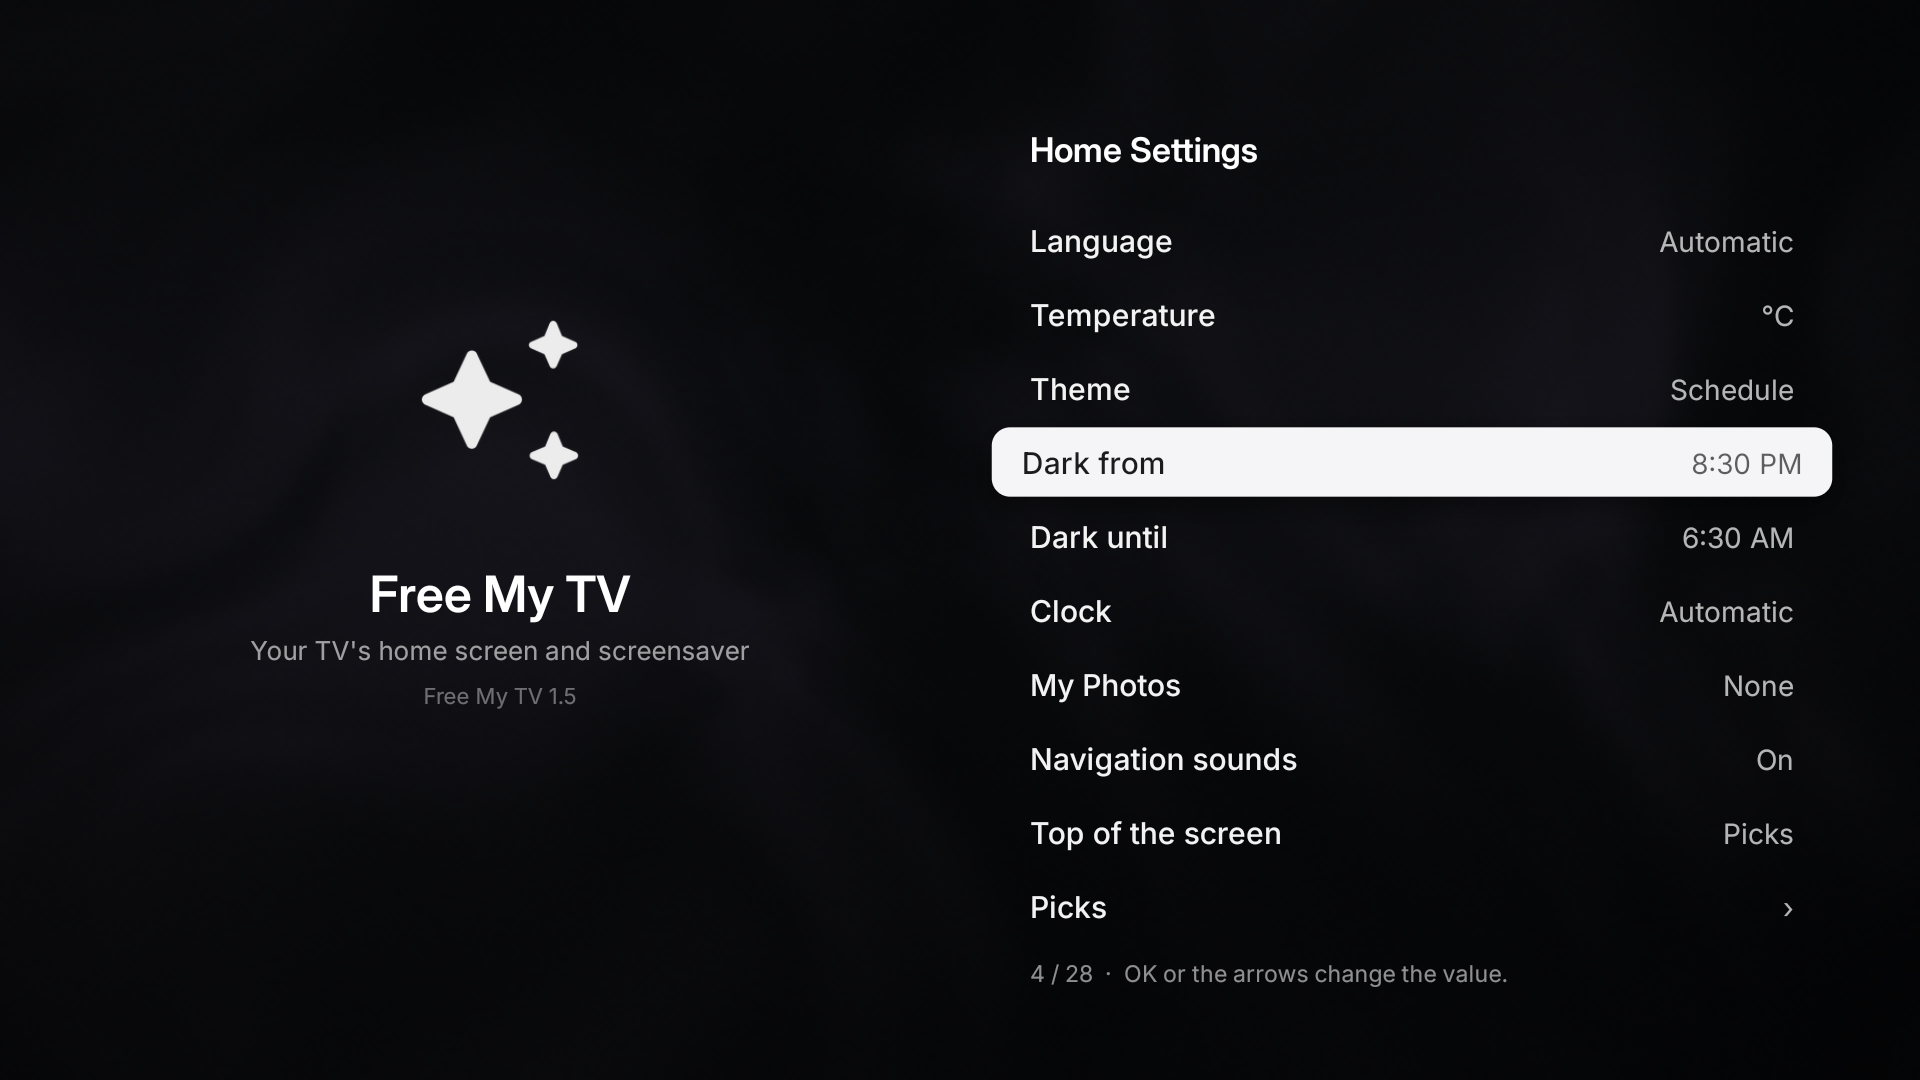 Free My TV
Your TV's home screen and screensaver
Free My TV 1.5
Home Settings
Language Automatic
Temperature °C
Theme Schedule
Dark from 8:30 PM
Dark until 6:30 AM
Clock Automatic
My Photos None
Navigation sounds On
Top of the screen Picks
Picks ›
4 / 28 · OK or the arrows change the value.